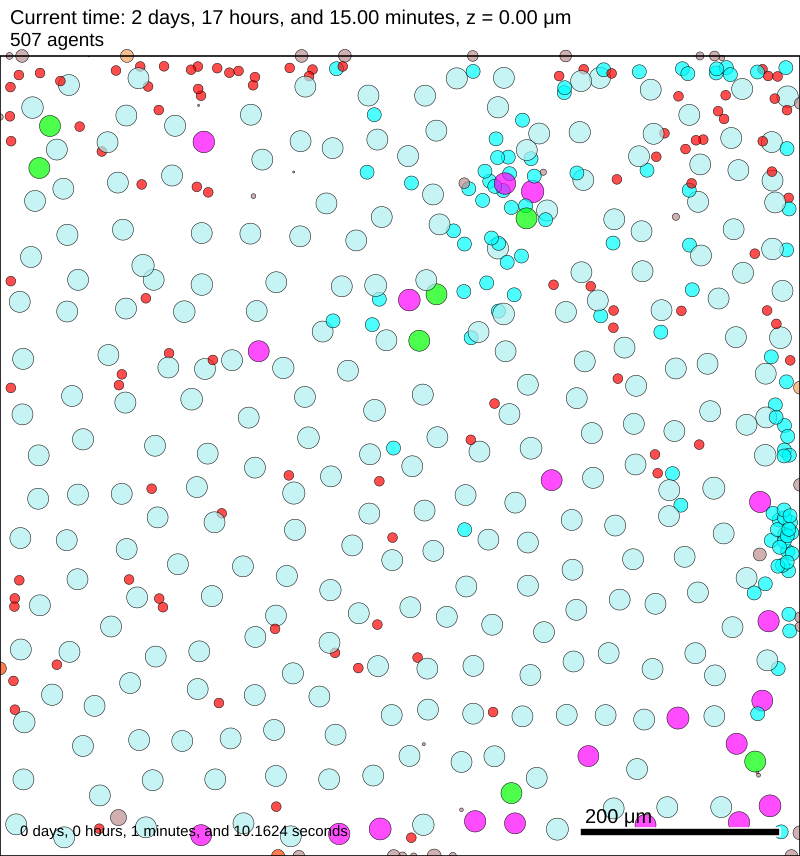 Current time: 2 days, 17 hours, and 15.00 minutes, z = 0.00 μm
507 agents
200 μm
0 days, 0 hours, 1 minutes, and 10.1624 seconds